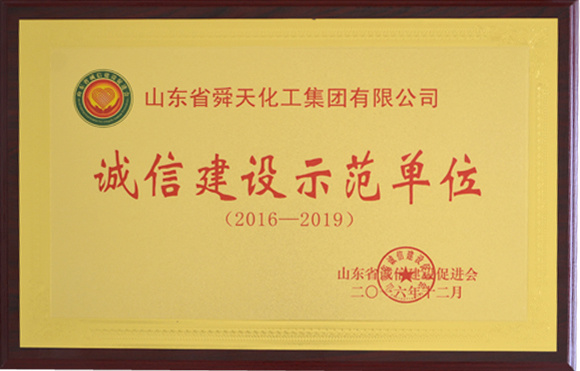 山东省舜天化工集团有限公司
诚信建设示范单位
(2016—2019)
山东省诚信建设促进会
二〇一六年十二月